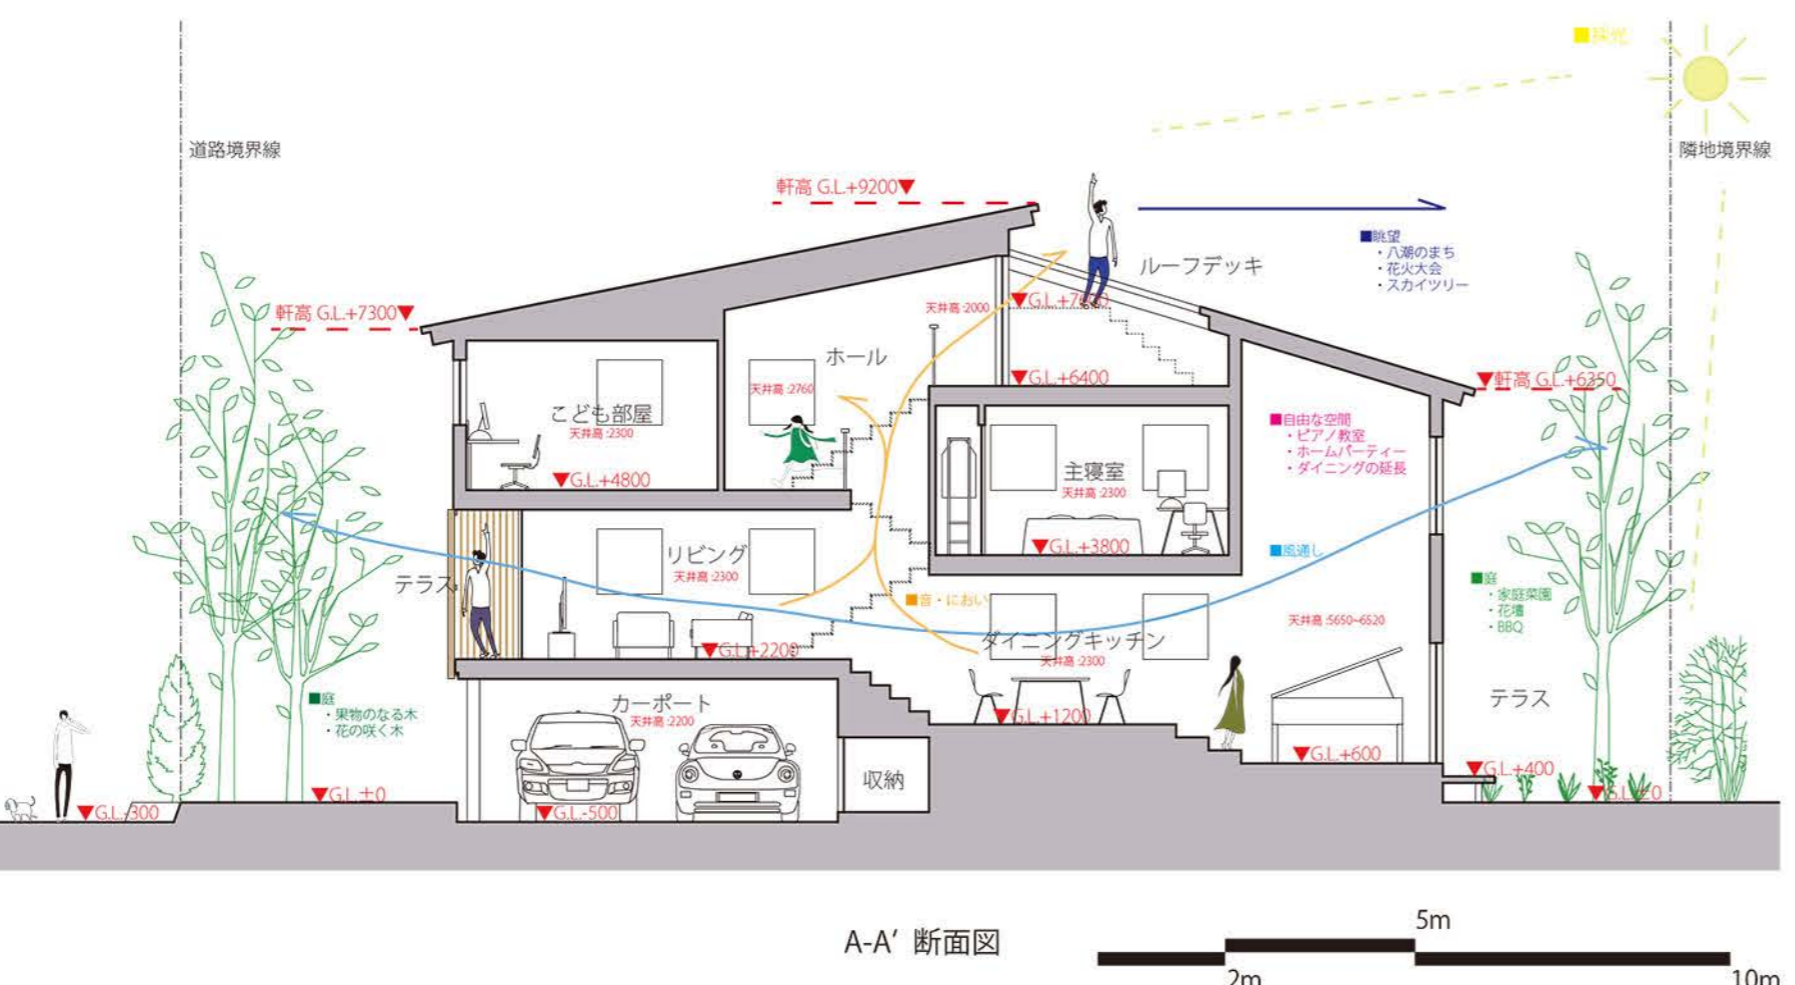 ■採光
道路境界線
隣地境界線
軒高 G.L.+9200▼
■眺望
・八潮のまち
・花火大会
・スカイツリー
ルーフデッキ
天井高:2000
軒高 G.L.+7300▼
ホール
天井高:2760
▼G.L.+6400
▼軒高 G.L.+6350
こども部屋
天井高:2300
▼G.L.+4800
■自由な空間
・ピアノ教室
・ホームパーティー
・ダイニングの延長
主寝室
天井高:2300
▼G.L.+3800
リビング
天井高:2300
▼G.L.+2200
テラス
■風通し
■音・におい
■庭
・家庭菜園
・花壇
・BBQ
天井高:5650~6520
ダイニングキッチン
天井高:2300
▼G.L.+1200
■庭
・果物のなる木
・花の咲く木
カーポート
天井高:2200
テラス
▼G.L.+600
▼G.L.+400
収納
▼G.L.±0
▼G.L.±0
▼G.L.-300
▼G.L.-500
A-A′ 断面図
5m
2m
10m